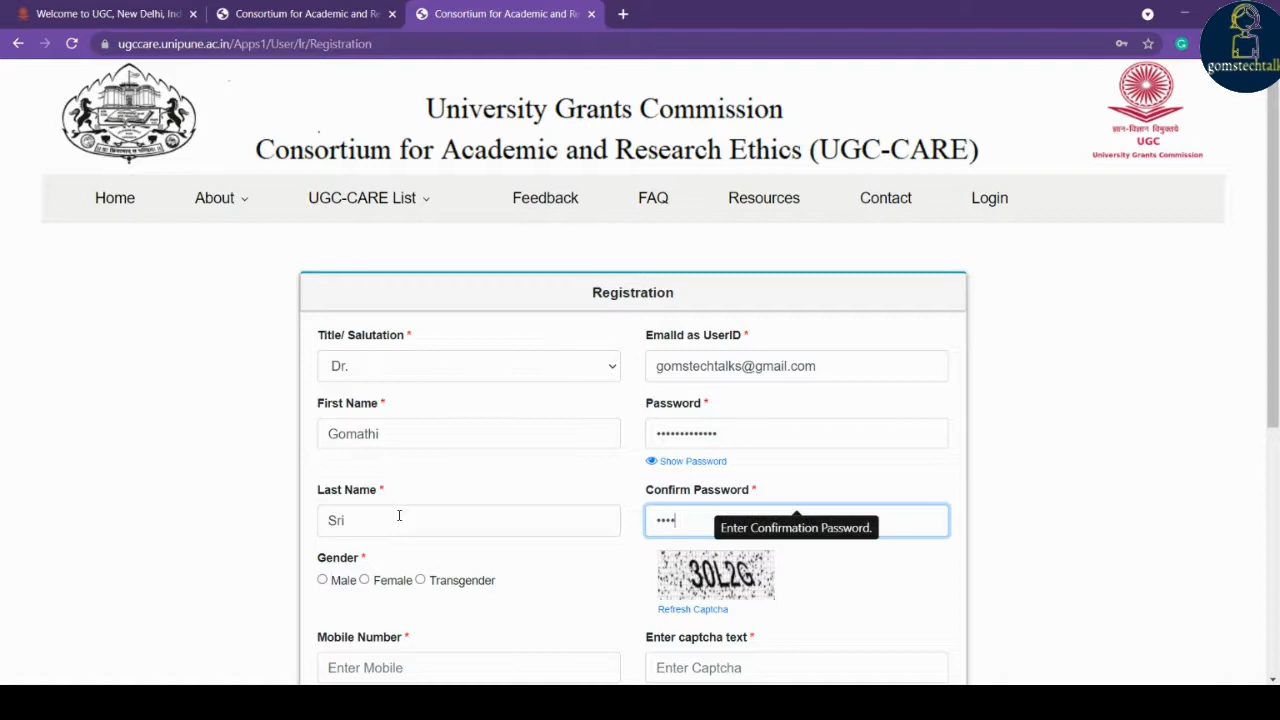 Welcome to UGC, New Delhi, Ind
Consortium for Academic and Re
Consortium for Academic and Re
ugccare.unipune.ac.in/Apps1/User/Ir/Registration
gomstechtalk
University Grants Commission
Consortium for Academic and Research Ethics (UGC-CARE)
ज्ञान-विज्ञान विमुक्तये
UGC
University Grants Commission
Home About UGC-CARE List Feedback FAQ Resources Contact Login
Registration
Title/ Salutation *
EmailId as UserID *
Dr.
gomstechtalks@gmail.com
First Name *
Password *
Gomathi
•••••••••••••
Show Password
Last Name *
Confirm Password *
Sri
••••
Enter Confirmation Password.
Gender *
Male Female Transgender
30L2G
Refresh Captcha
Mobile Number *
Enter captcha text *
Enter Mobile
Enter Captcha